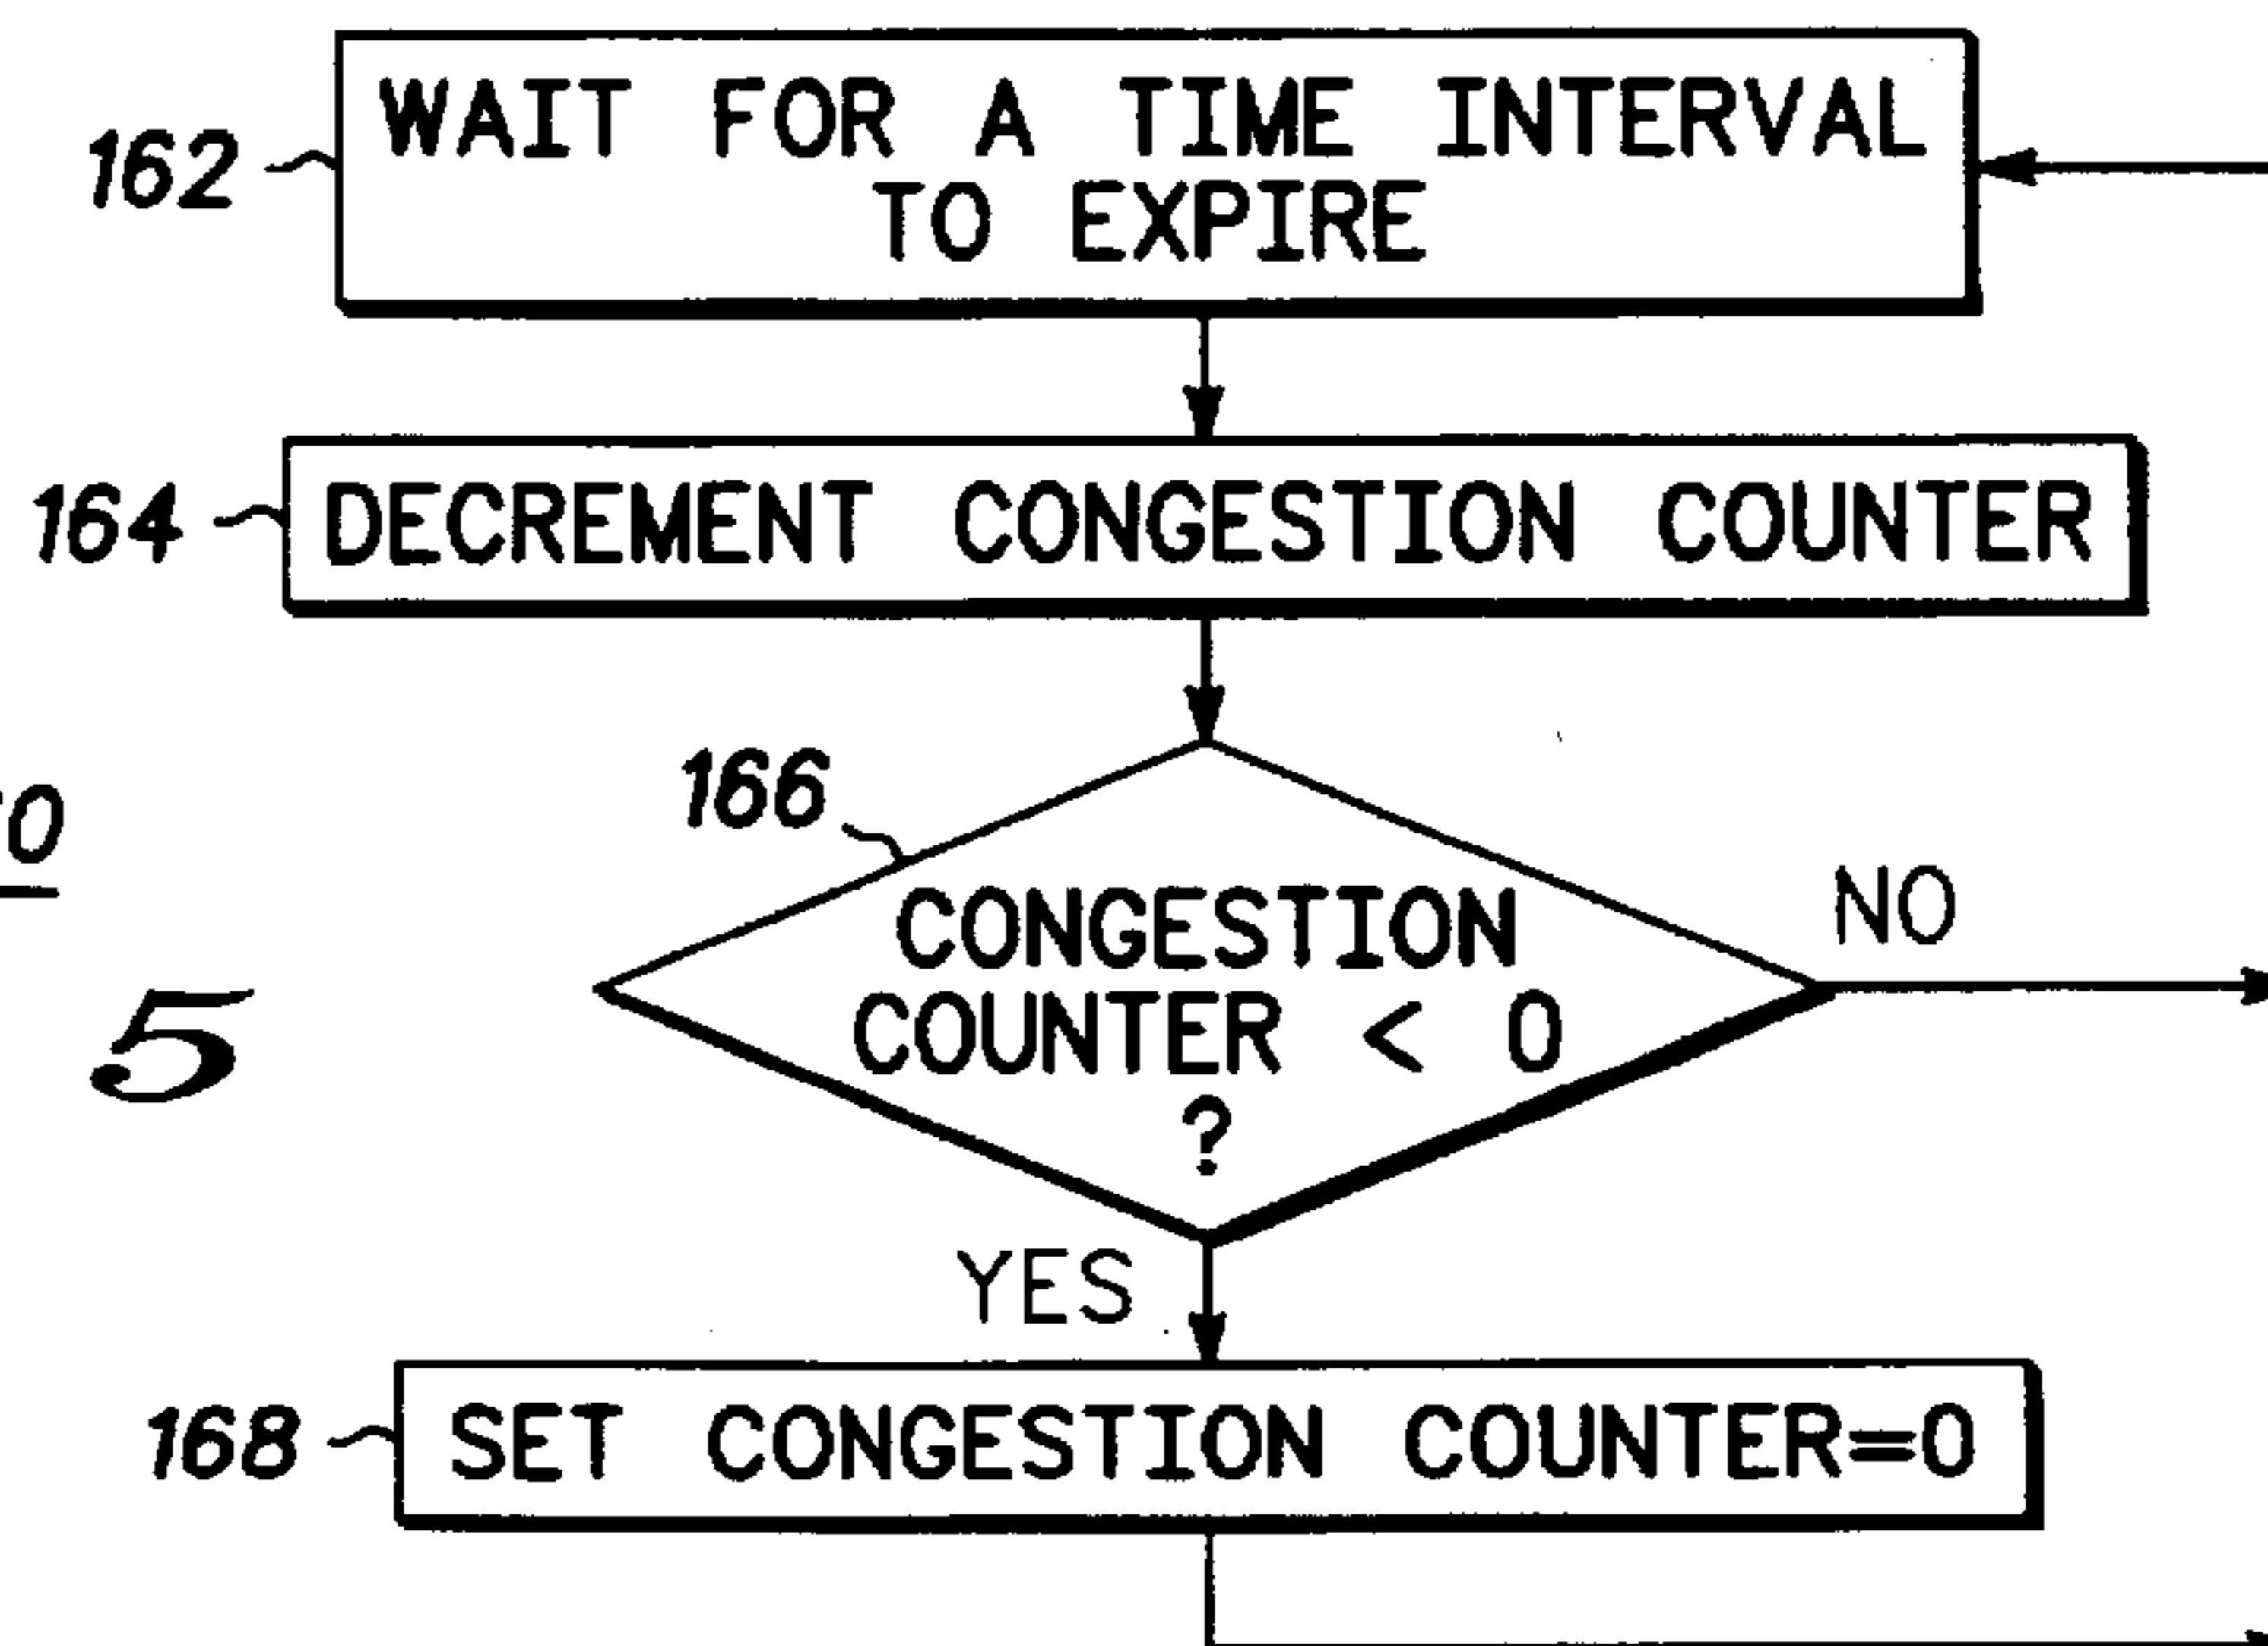 162
WAIT FOR A TIME INTERVAL
TO EXPIRE
164
DECREMENT CONGESTION COUNTER
166
0
CONGESTION
COUNTER < 0
?
NO
5
YES
168
SET CONGESTION COUNTER=0